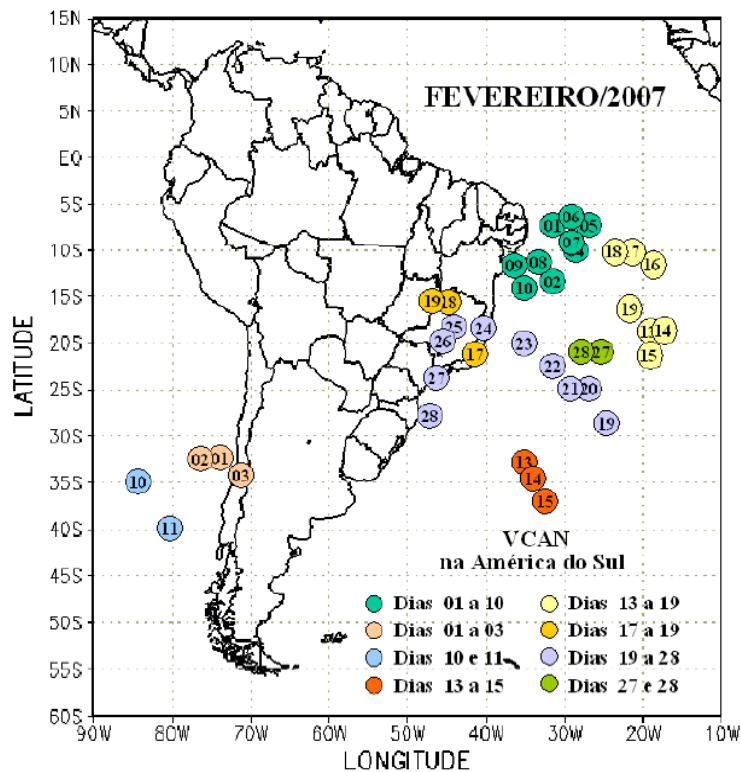 15N
10N
FEVEREIRO/2007
5N
EQ
5S
06
01
05
07
10S
18
09
08
16
02
10
15S
19
18
19
25
24
14
20S
26
23
28
27
17
15
22
25S
27
21
20
28
19
30S
02
01
13
03
35S
10
14
15
40S
11
VCAN
na América do Sul
45S
Dias 01 a 10
Dias 13 a 19
50S
Dias 01 a 03
Dias 17 a 19
Dias 10 e 11
Dias 19 a 28
55S
Dias 13 a 15
Dias 27 e 28
60S
90W 80W 70W 60W 50W 40W 30W 20W 10W
LONGITUDE
LATITUDE